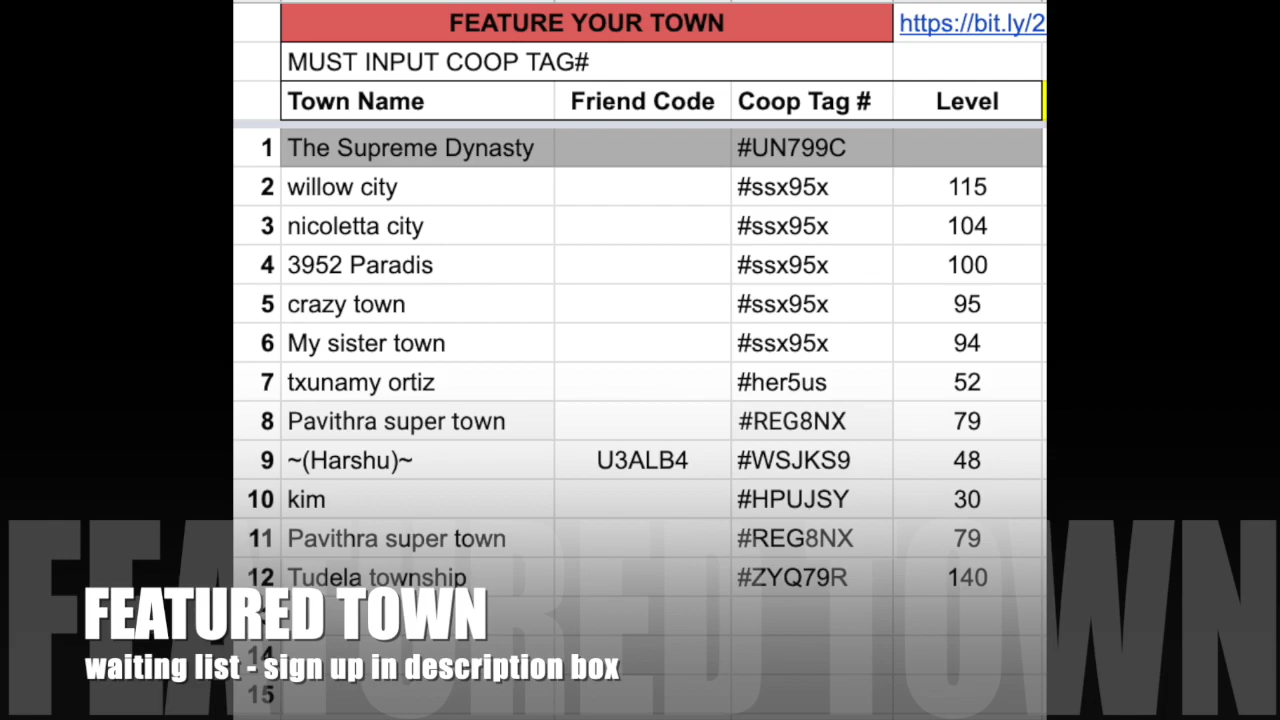 FEATURE YOUR TOWN https://bit.ly/2
MUST INPUT COOP TAG#
Town Name Friend Code Coop Tag # Level
1 The Supreme Dynasty #UN799C
2 willow city #ssx95x 115
3 nicoletta city #ssx95x 104
4 3952 Paradis #ssx95x 100
5 crazy town #ssx95x 95
6 My sister town #ssx95x 94
7 txunamy ortiz #her5us 52
8 Pavithra super town #REG8NX 79
9 ~(Harshu)~ U3ALB4 #WSJKS9 48
10 kim #HPUJSY 30
11 Pavithra super town #REG8NX 79
12 Tudela township #ZYQ79R 140
FEATURED TOWN
FEATURED TOWN
14
waiting list - sign up in description box
15